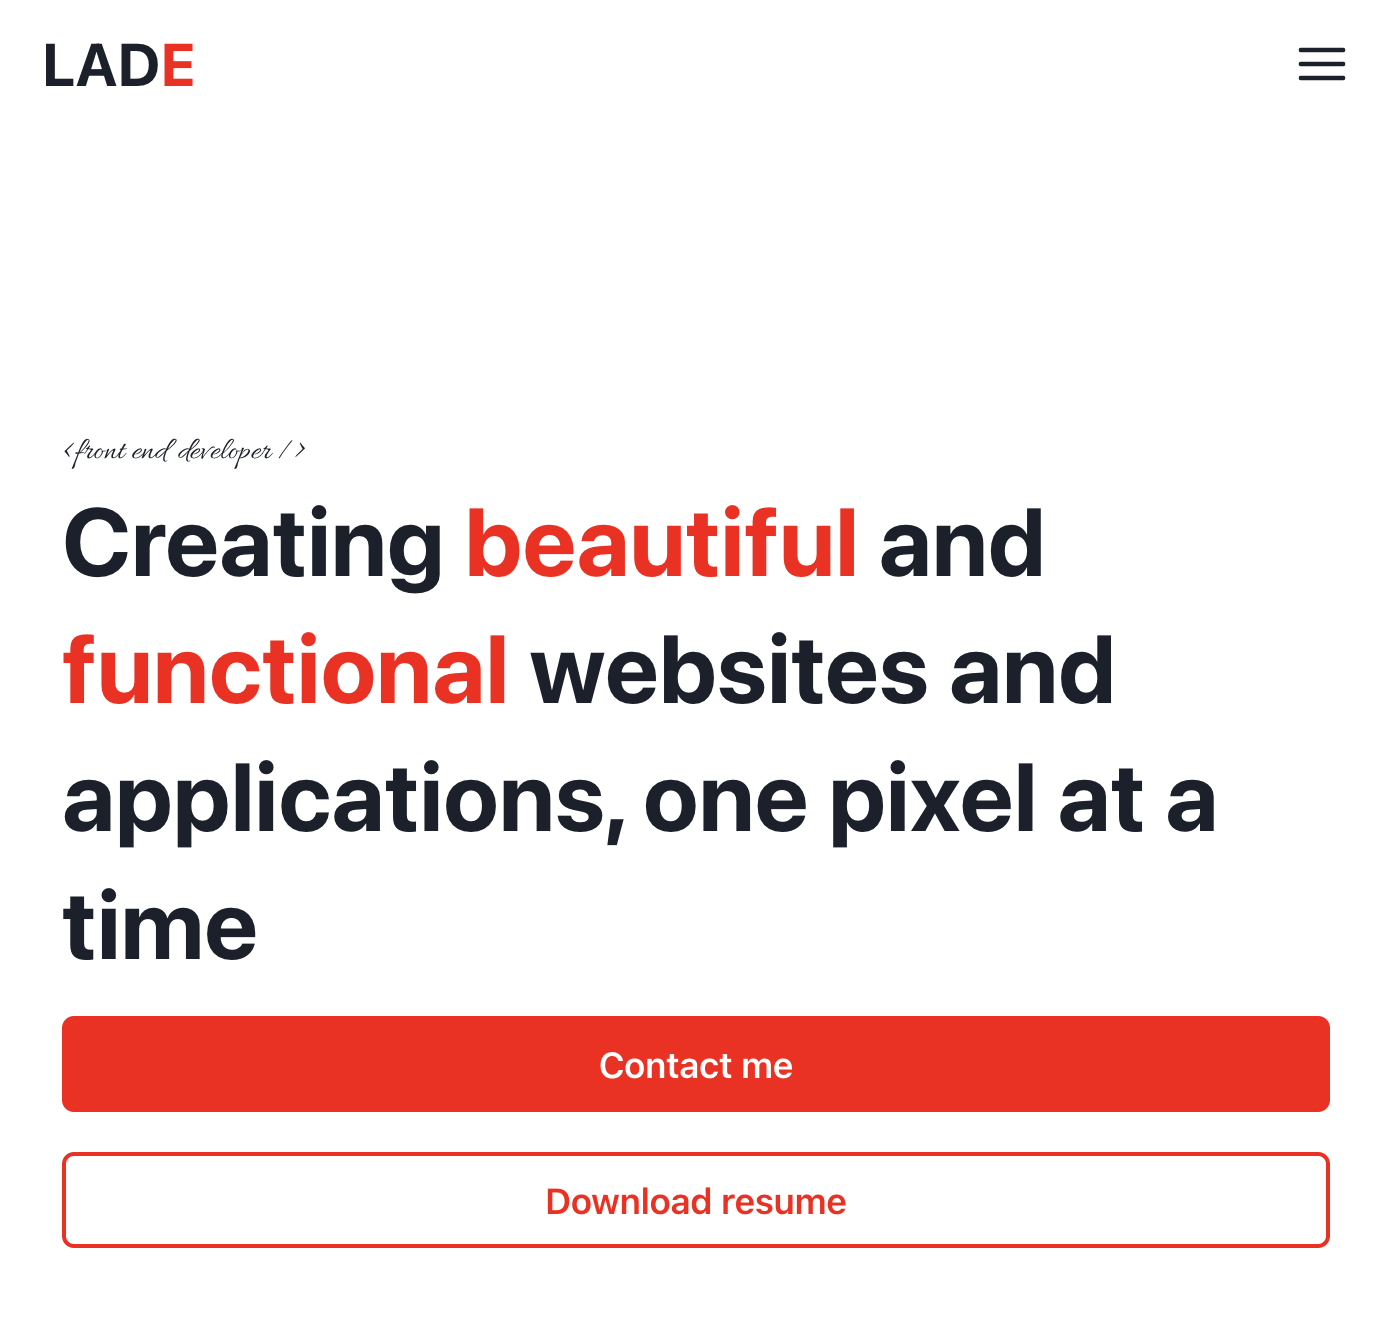 LADE
<front end developer />
Creating beautiful and
functional websites and
applications, one pixel at a
time
Contact me
Download resume